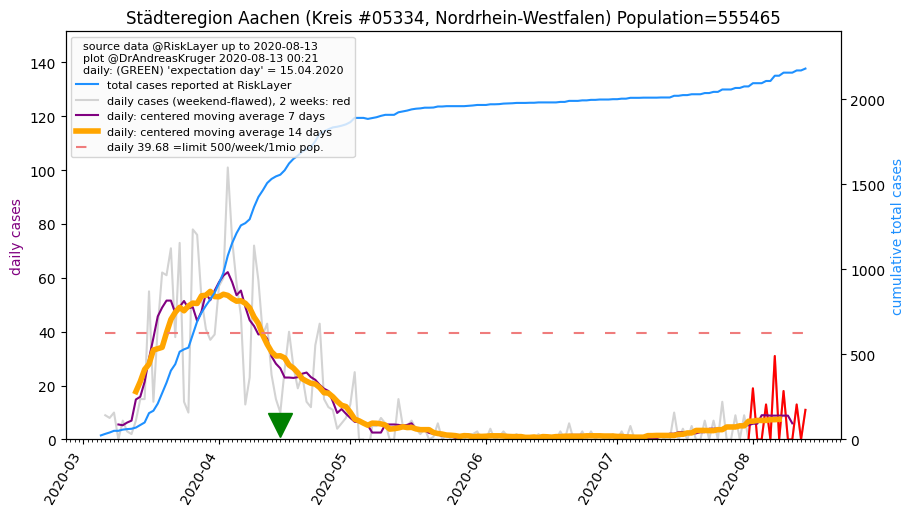 Städteregion Aachen (Kreis #05334, Nordrhein-Westfalen) Population=555465
source data @RiskLayer up to 2020-08-13
plot @DrAndreasKruger 2020-08-13 00:21
daily: (GREEN) 'expectation day' = 15.04.2020
total cases reported at RiskLayer
daily cases (weekend-flawed), 2 weeks: red
daily: centered moving average 7 days
daily: centered moving average 14 days
daily 39.68 =limit 500/week/1mio pop.
140
120
100
80
60
40
20
0
daily cases
2000
1500
1000
500
0
cumulative total cases
2020-03
2020-04
2020-05
2020-06
2020-07
2020-08